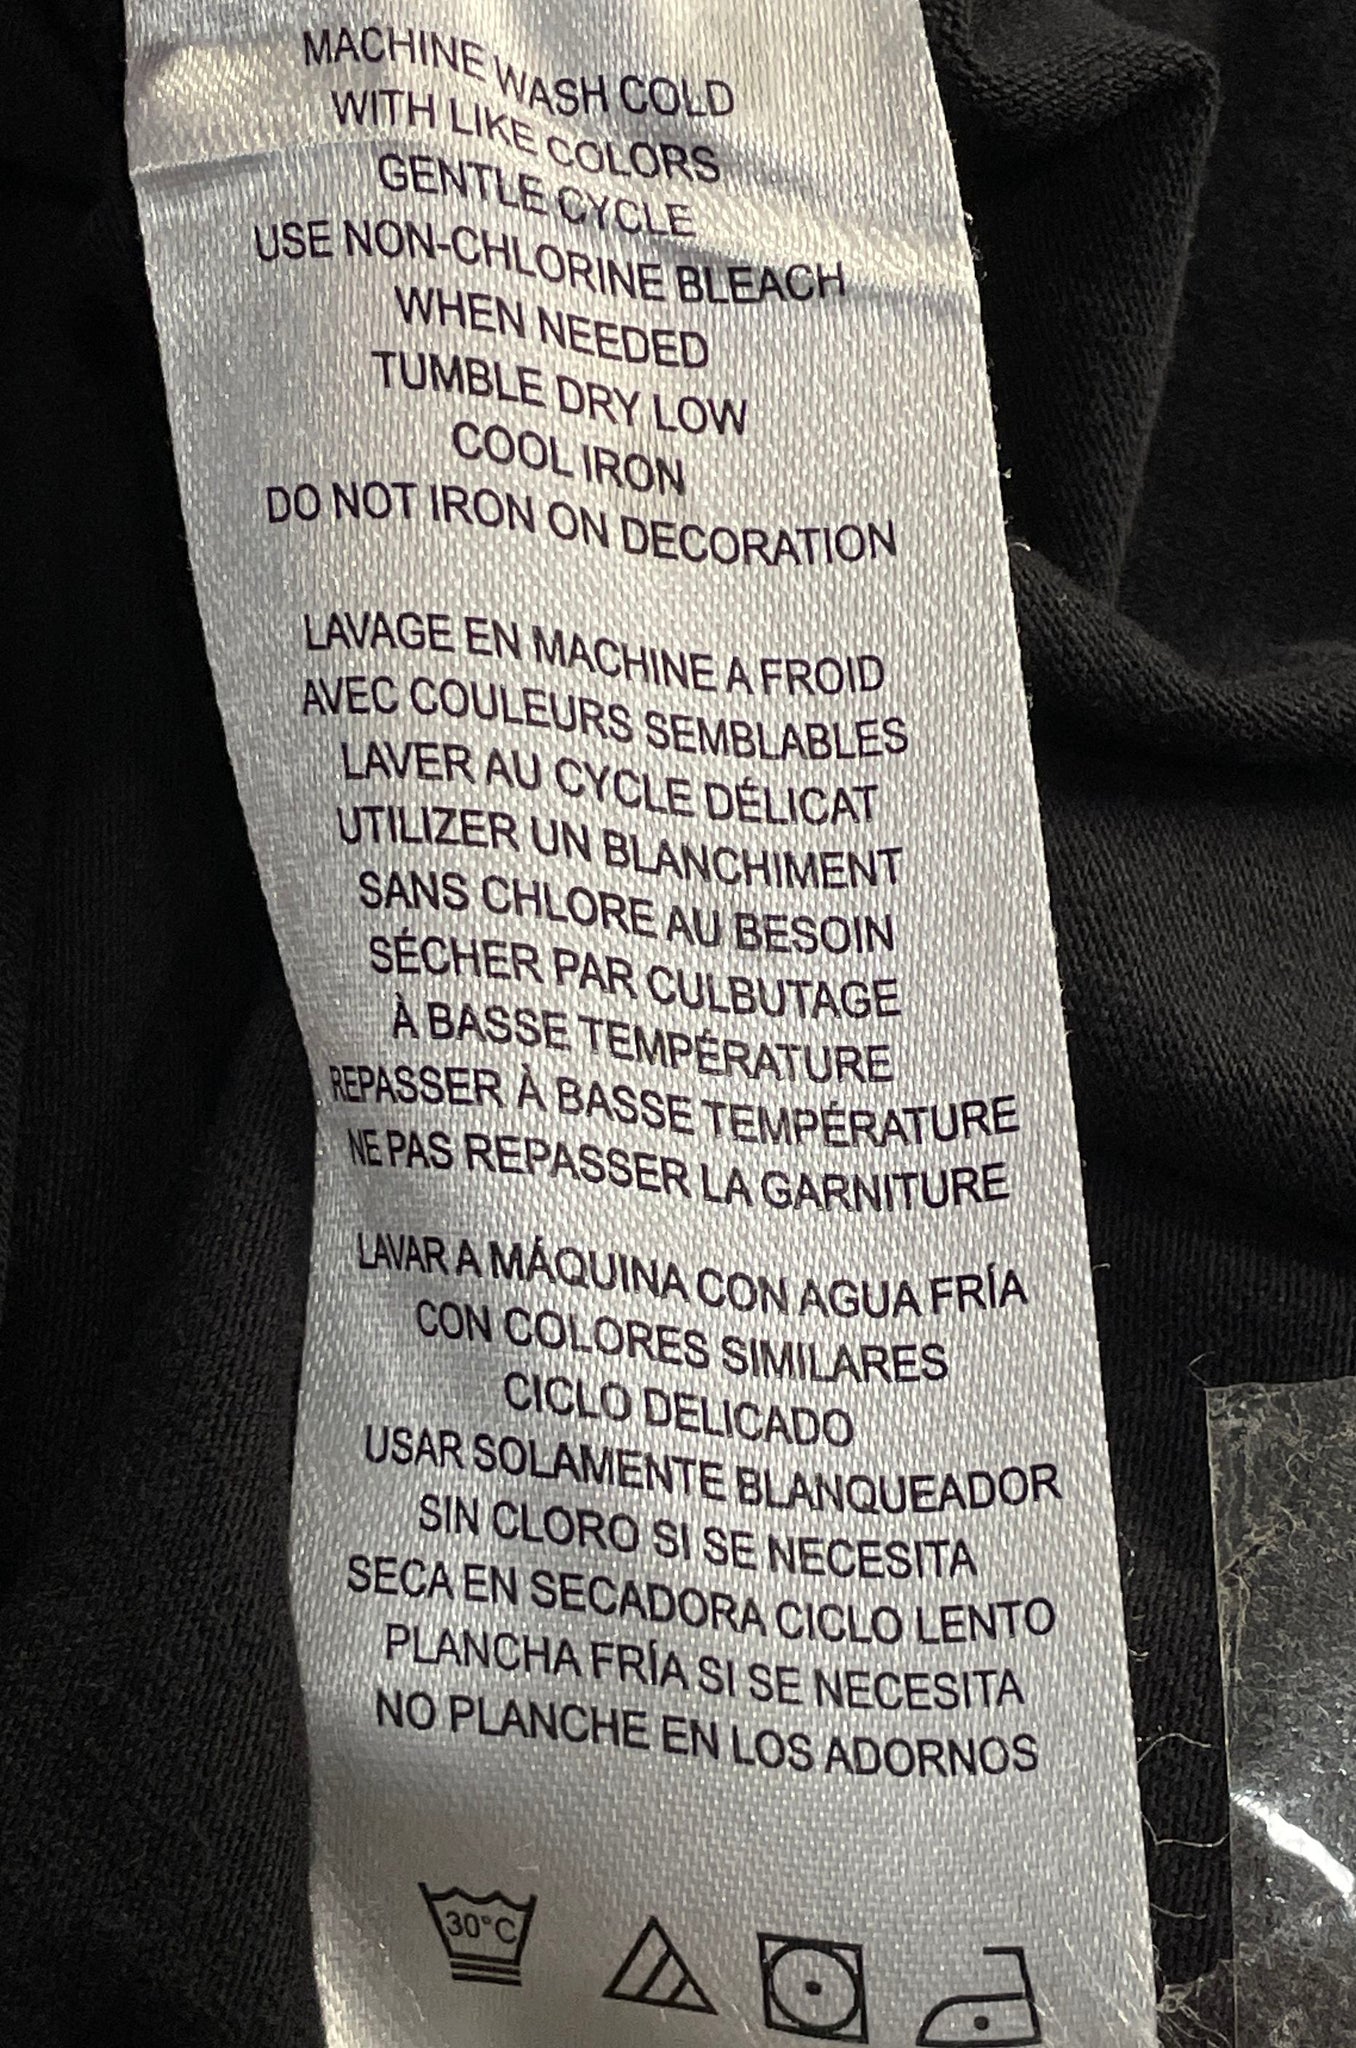 MACHINE WASH COLD
WITH LIKE COLORS
GENTLE CYCLE
USE NON-CHLORINE BLEACH
WHEN NEEDED
TUMBLE DRY LOW
COOL IRON
DO NOT IRON ON DECORATION
LAVAGE EN MACHINE A FROID
AVEC COULEURS SEMBLABLES
LAVER AU CYCLE DÉLICAT
UTILIZER UN BLANCHIMENT
SANS CHLORE AU BESOIN
SÉCHER PAR CULBUTAGE
À BASSE TEMPÉRATURE
REPASSER À BASSE TEMPÉRATURE
NE PAS REPASSER LA GARNITURE
LAVAR A MÁQUINA CON AGUA FRÍA
CON COLORES SIMILARES
CICLO DELICADO
USAR SOLAMENTE BLANQUEADOR
SIN CLORO SI SE NECESITA
SECA EN SECADORA CICLO LENTO
PLANCHA FRÍA SI SE NECESITA
NO PLANCHE EN LOS ADORNOS
30°C